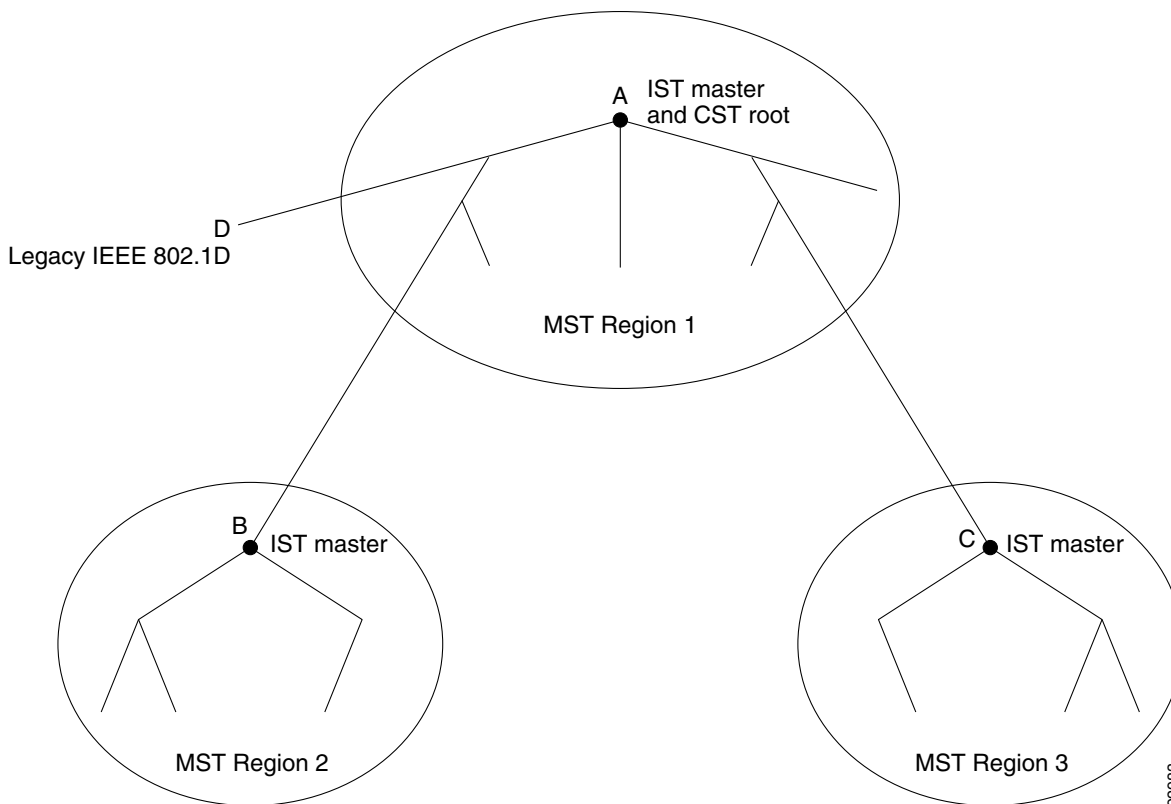 A
IST master
and CST root
D
Legacy IEEE 802.1D
MST Region 1
B
IST master
C
IST master
MST Region 2
MST Region 3